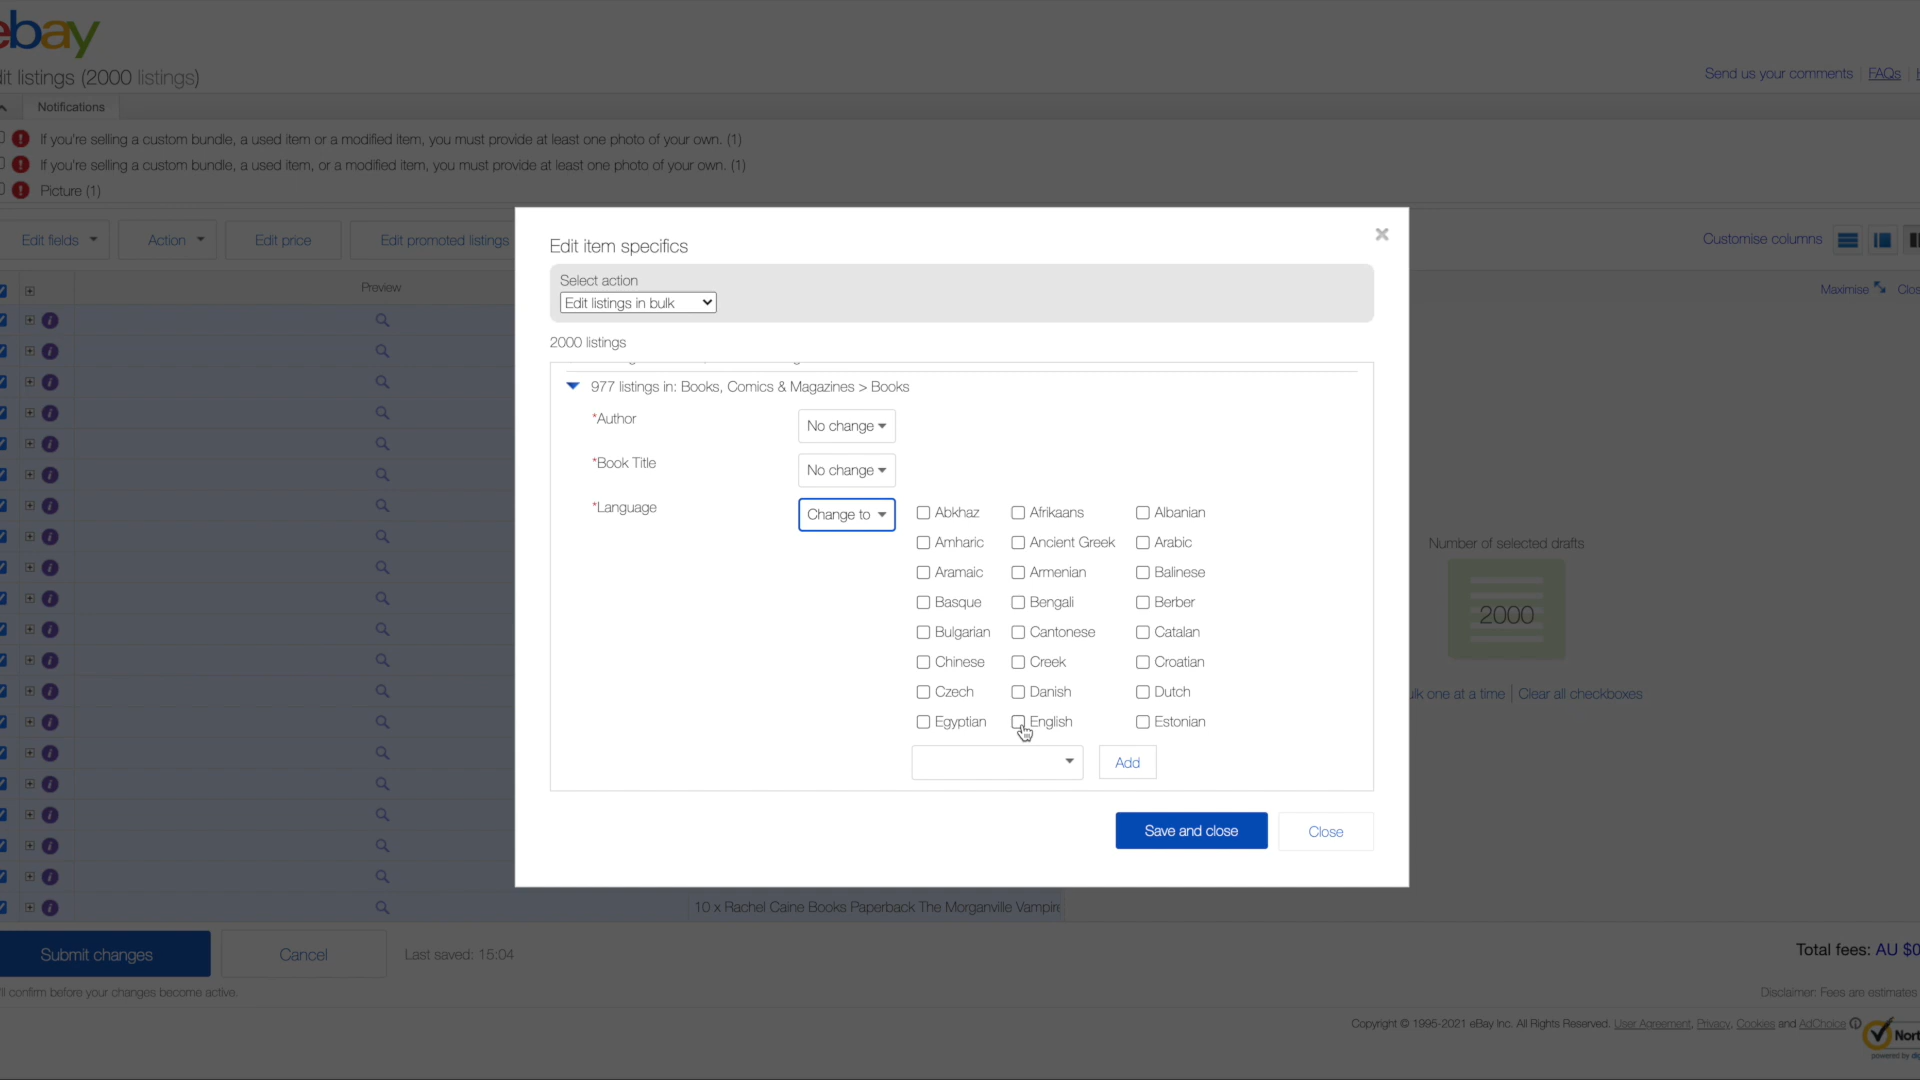 ebay
it listings (2000 listings)
Send us your comments FAQs
Notifications
If you're selling a custom bundle, a used item or a modified item, you must provide at least one photo of your own. (1)
If you're selling a custom bundle, a used item, or a modified item, you must provide at least one photo of your own. (1)
Picture (1)
Edit fields Action Edit price Edit promoted listings
Customise columns
Preview
Maximise Clos
Edit item specifics
Select action
Edit listings in bulk
2000 listings
977 listings in: Books, Comics & Magazines > Books
*Author No change
*Book Title No change
*Language Change to
Abkhaz Afrikaans Albanian
Amharic Ancient Greek Arabic
Aramaic Armenian Balinese
Basque Bengali Berber
Bulgarian Cantonese Catalan
Chinese Creek Croatian
Czech Danish Dutch
Egyptian English Estonian
Add
Save and close Close
Number of selected drafts
2000
ulk one at a time Clear all checkboxes
10 x Rachel Caine Books Paperback The Morganville Vampire
Submit changes Cancel Last saved: 15:04
Total fees: AU $0
'll confirm before your changes become active.
Disclaimer: Fees are estimates
Copyright © 1995-2021 eBay Inc. All Rights Reserved. User Agreement, Privacy, Cookies and AdChoice
Nort
powered by di